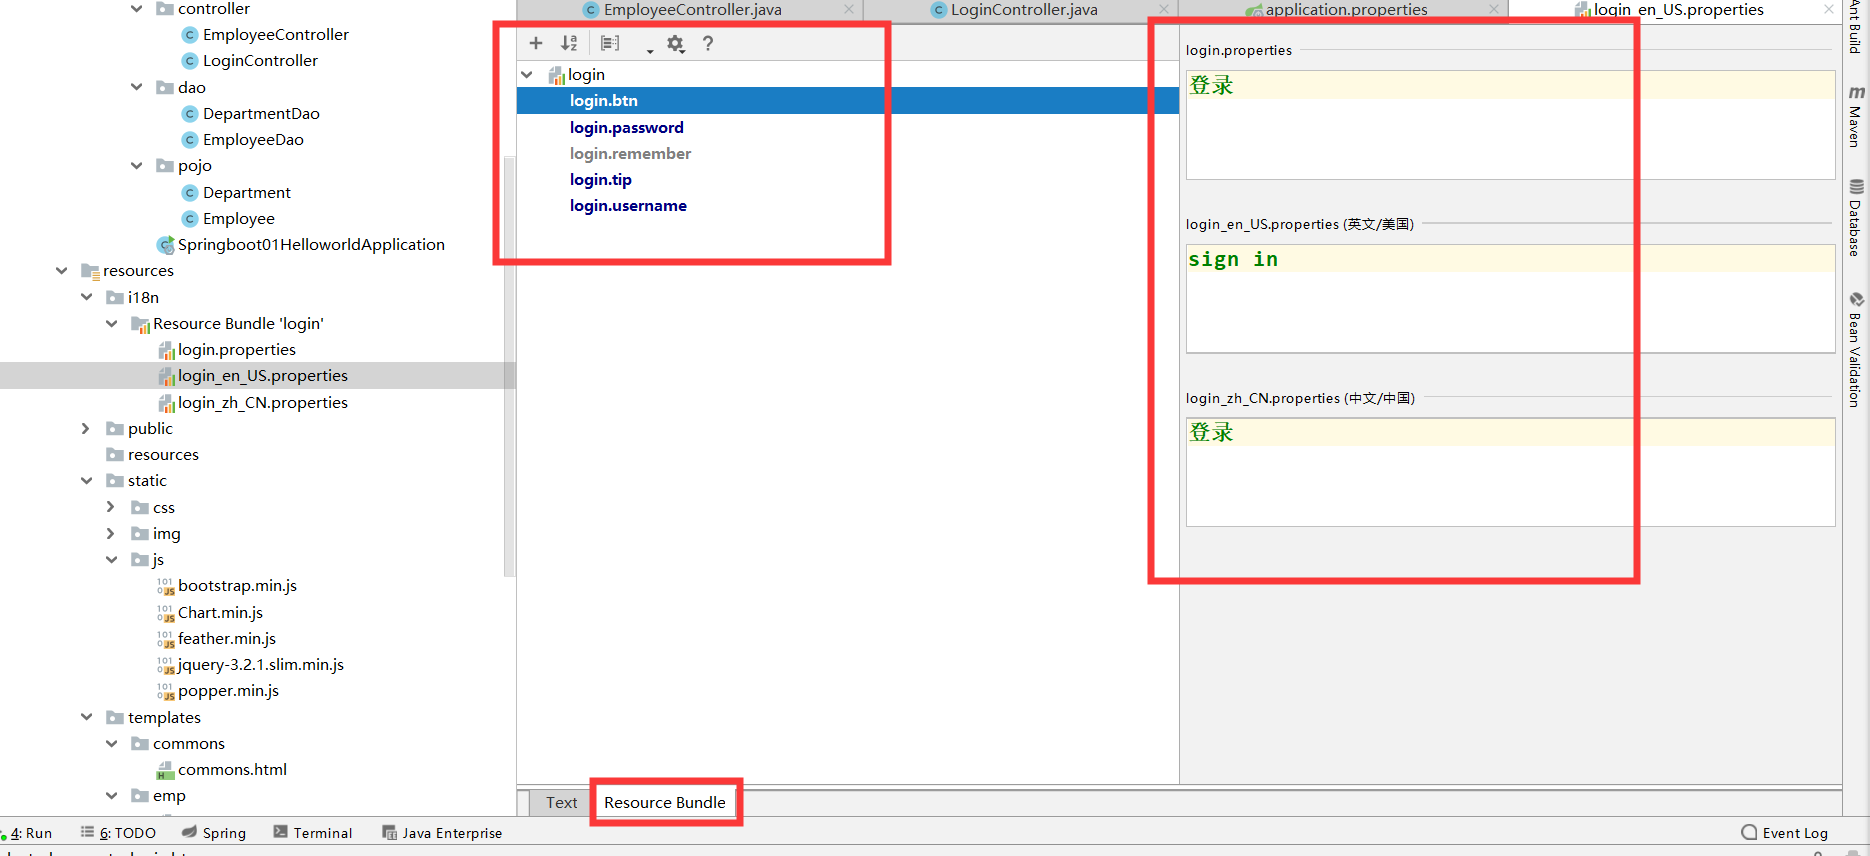 controller
EmployeeController
LoginController
dao
DepartmentDao
EmployeeDao
pojo
Department
Employee
Springboot01HelloworldApplication
resources
i18n
Resource Bundle 'login'
login.properties
login_en_US.properties
login_zh_CN.properties
public
resources
static
css
img
js
bootstrap.min.js
Chart.min.js
feather.min.js
jquery-3.2.1.slim.min.js
popper.min.js
templates
commons
commons.html
emp
EmployeeController.java
LoginController.java
application.properties
login_en_US.properties
login
login.btn
login.password
login.remember
login.tip
login.username
login.properties
登录
login_en_US.properties (英文/美国)
sign in
login_zh_CN.properties (中文/中国)
登录
Text
Resource Bundle
Ant Build
Maven
Database
Bean Validation
4: Run
6: TODO
Spring
Terminal
Java Enterprise
Event Log